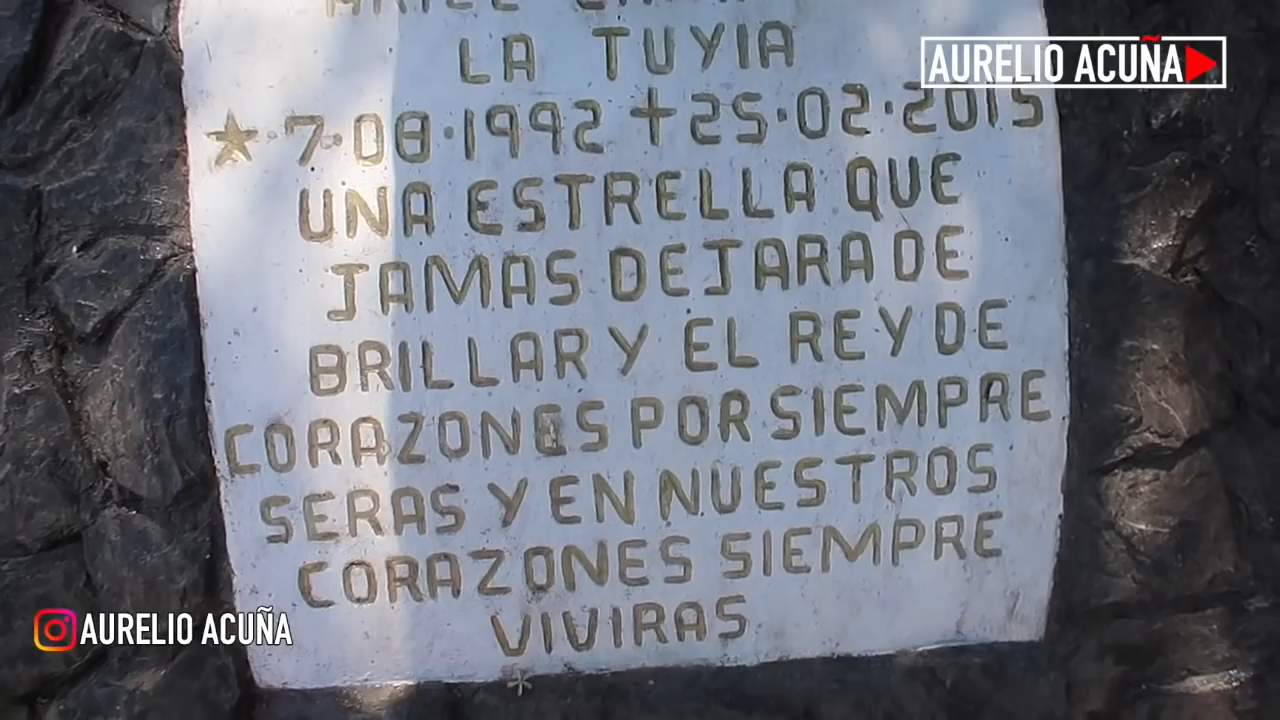 LA TUYIA
★·7·08·1992 ✝25·02·2015
UNA ESTRELLA QUE
JAMAS DEJARA DE
BRILLAR Y EL REY DE
CORAZONES POR SIEMPRE
SERAS Y EN NUESTROS
CORAZONES SIEMPRE
VIVIRAS
AURELIO ACUÑA
AURELIO ACUÑA